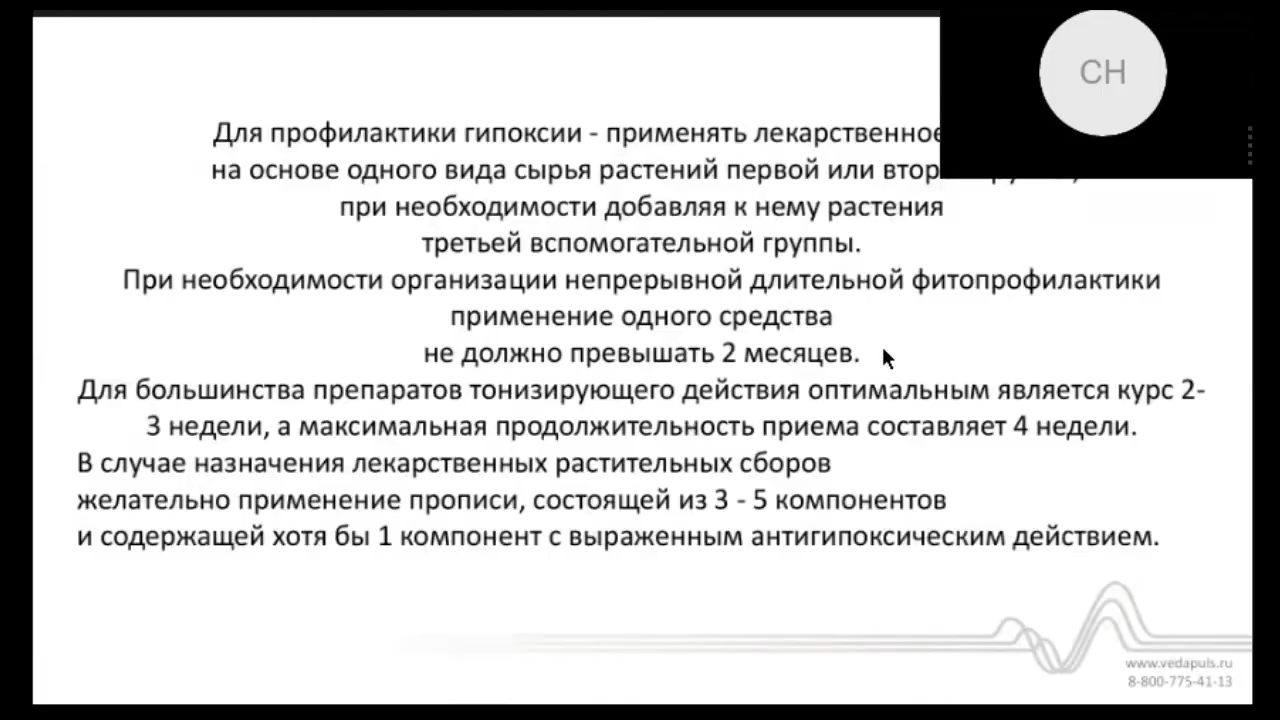 CH
Для профилактики гипоксии - применять лекарственное
на основе одного вида сырья растений первой или
при необходимости добавляя к нему растения
третьей вспомогательной группы.
При необходимости организации непрерывной длительной фитопрофилактики
применение одного средства
не должно превышать 2 месяцев.
Для большинства препаратов тонизирующего действия оптимальным является курс 2-
3 недели, а максимальная продолжительность приема составляет 4 недели.
В случае назначения лекарственных растительных сборов
желательно применение прописи, состоящей из 3 - 5 компонентов
и содержащей хотя бы 1 компонент с выраженным антигипоксическим действием.
www.vedapuls.ru
8-800-775-41-13